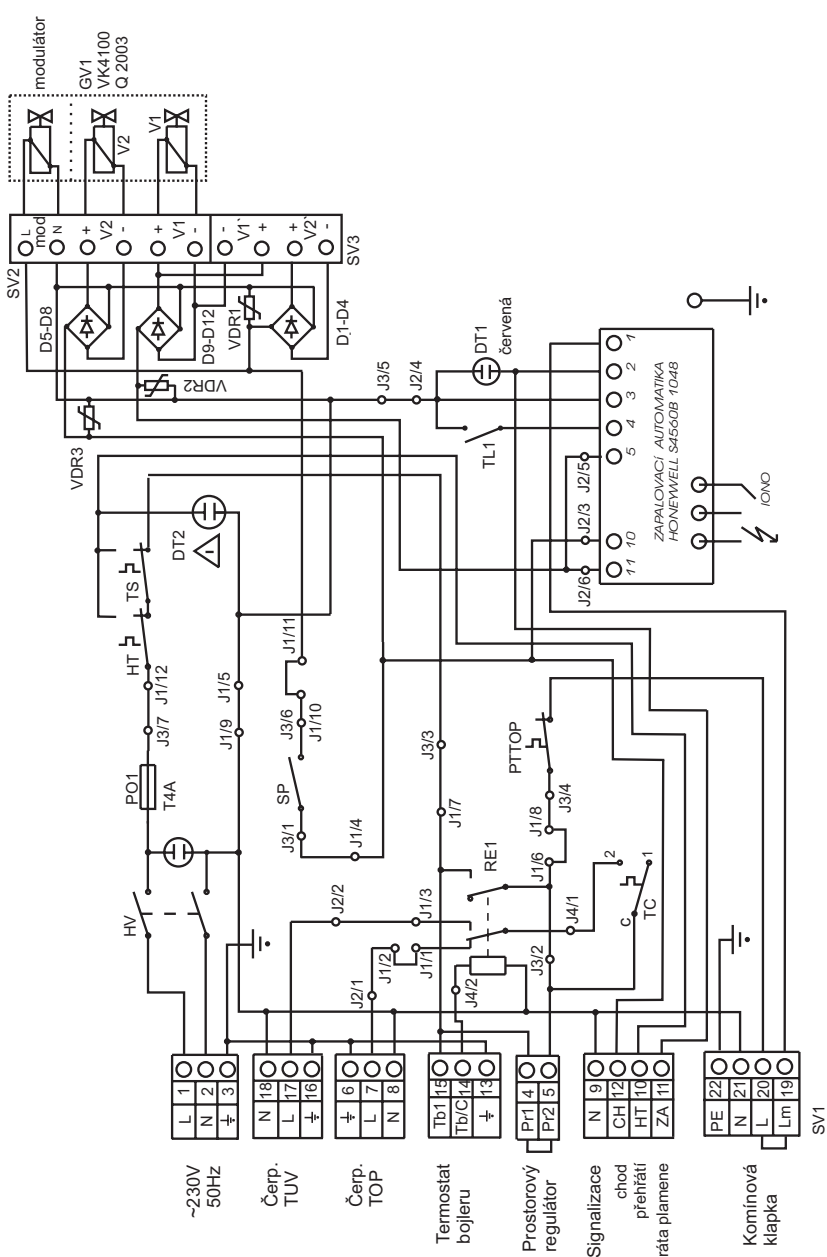 modulátor
GV1
VK4100
Q 2003
V2
V1
SV2
L
mod
N
+
V2
-
+
V1
-
-
V1`
+
+
V2`
-
SV3
D5-D8
D9-D12
VDR1
D1-D4
VDR2
VDR3
J3/5
J2/4
DT1
červená
TL1
J2/5
J2/3
J2/6
1
2
3
4
5
10
11
ZAPALOVACÍ AUTOMATIKA
HONEYWELL S4560B 1048
IONO
DT2
TS
HT
J1/12
J3/7
PO1
T4A
J1/5
J1/9
J1/11
J3/6
J1/10
SP
J3/1
J1/4
J3/3
J1/7
PTTOP
J3/4
J1/8
J1/6
RE1
HV
J2/2
J1/3
J1/2
J1/1
J2/1
J4/2
J4/1
J3/2
2
1
C
TC
~230V
50Hz
L 1
N 2
3
Čerp.
TUV
N 18
L 17
16
Čerp.
TOP
6
L 7
N 8
Termostat
bojleru
Tb1 15
Tb/C 14
13
Prostorový
regulátor
Pr1 4
Pr2 5
Signalizace
chod
přehřátí
ráta plamene
N 9
CH 12
HT 10
ZA 11
Komínová
klapka
PE 22
N 21
L 20
Lm 19
SV1